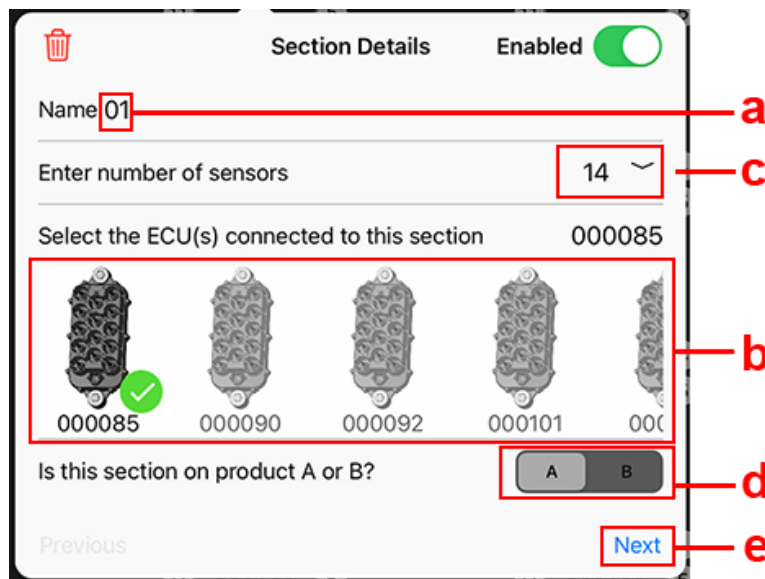 Section Details Enabled
Name 01 a
Enter number of sensors 14 c
Select the ECU(s) connected to this section 000085
b
000085 000090 000092 000101
Is this section on product A or B? A B d
Previous Next e